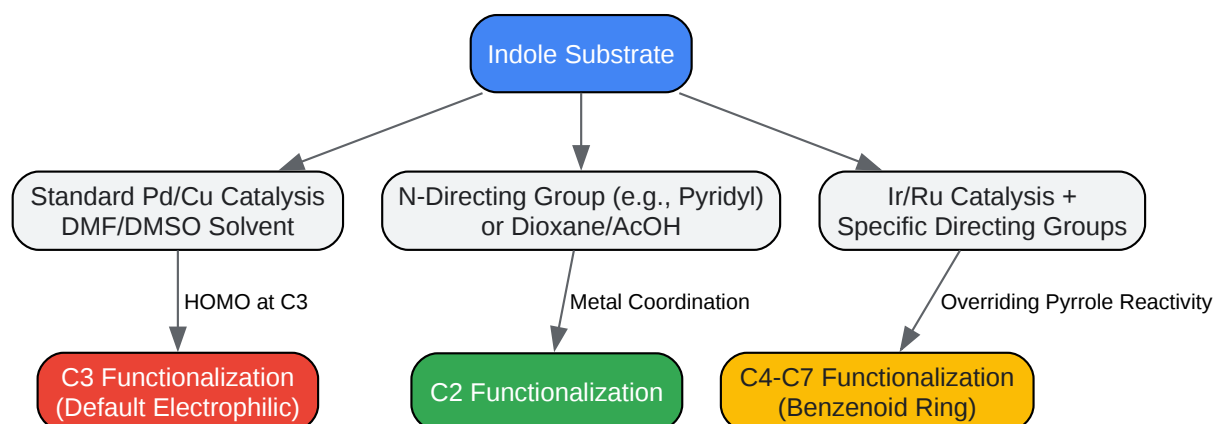 Indole Substrate
Standard Pd/Cu Catalysis
DMF/DMSO Solvent
N-Directing Group (e.g., Pyridyl)
or Dioxane/AcOH
Ir/Ru Catalysis +
Specific Directing Groups
HOMO at C3
Metal Coordination
Overriding Pyrrole Reactivity
C3 Functionalization
(Default Electrophilic)
C2 Functionalization
C4-C7 Functionalization
(Benzenoid Ring)